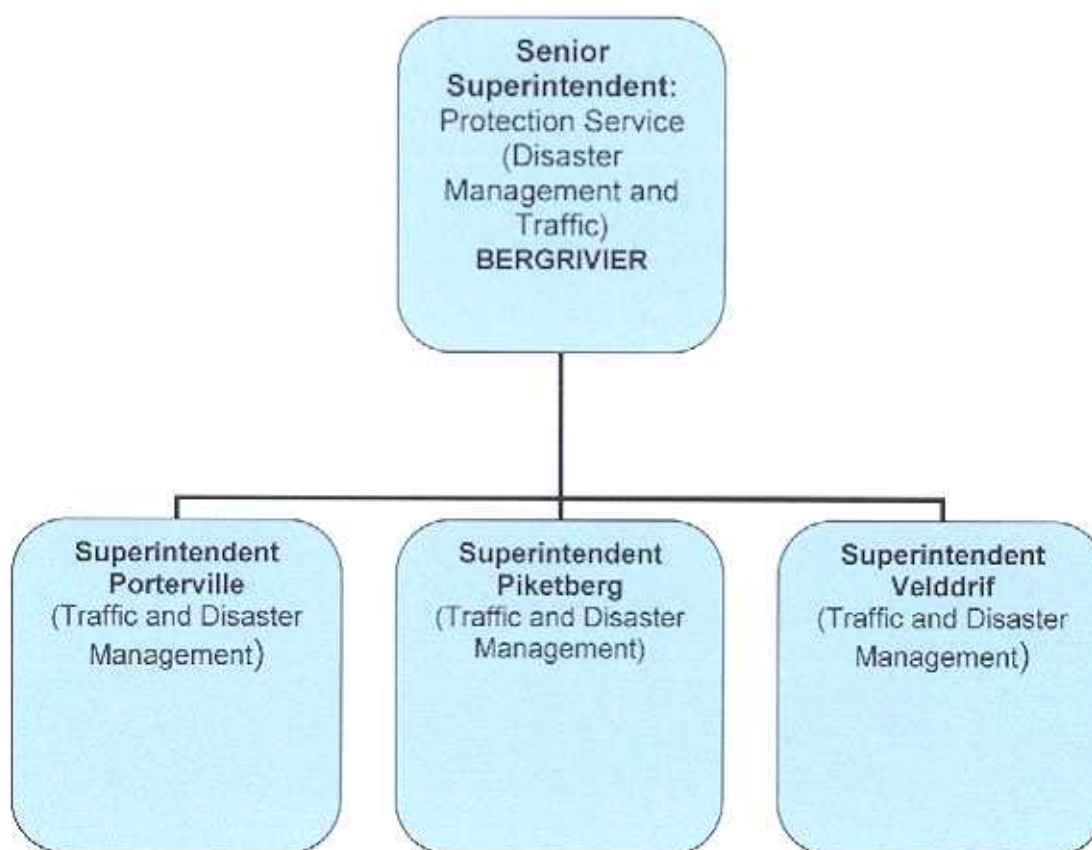 Senior
Superintendent:
Protection Service
(Disaster
Management and
Traffic)
BERGRIVIER
Superintendent
Porterville
(Traffic and Disaster
Management)
Superintendent
Piketberg
(Traffic and Disaster
Management)
Superintendent
Velddrif
(Traffic and Disaster
Management)